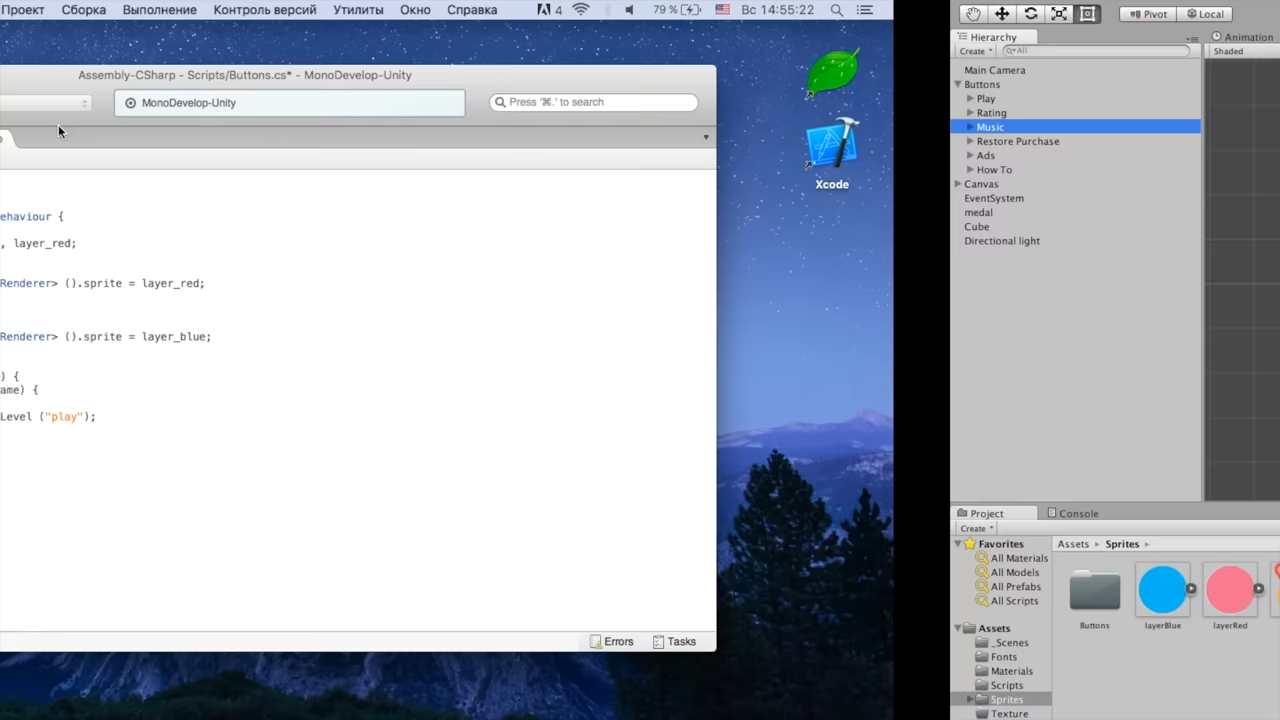 Проект Сборка Выполнение Контроль версий Утилиты Окно Справка 4 79 % Вс 14:55:22
Assembly-CSharp - Scripts/Buttons.cs* - MonoDevelop-Unity
MonoDevelop-Unity
Press '⌘.' to search
ehaviour {
, layer_red;
Renderer> ().sprite = layer_red;
Renderer> ().sprite = layer_blue;
) {
ame) {
Level ("play");
Errors Tasks
Xcode
Pivot Local
Hierarchy
Create All
Main Camera
Buttons
Play
Rating
Music
Restore Purchase
Ads
How To
Canvas
EventSystem
medal
Cube
Directional light
Animation
Shaded
Project Console
Create
Favorites
All Materials
All Models
All Prefabs
All Scripts
Assets
_Scenes
Fonts
Materials
Scripts
Sprites
Texture
Assets Sprites
Buttons layerBlue layerRed